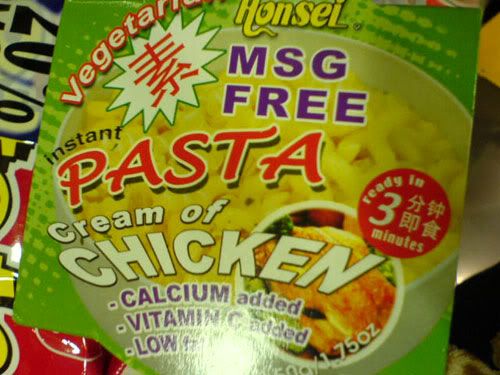 Honsei
Vegetarian
素
MSG
FREE
instant
PASTA
ready in
3分钟
即食
minutes
Cream of
CHICKEN
- CALCIUM added
- VITAMIN C added
- LOW
1.75oz